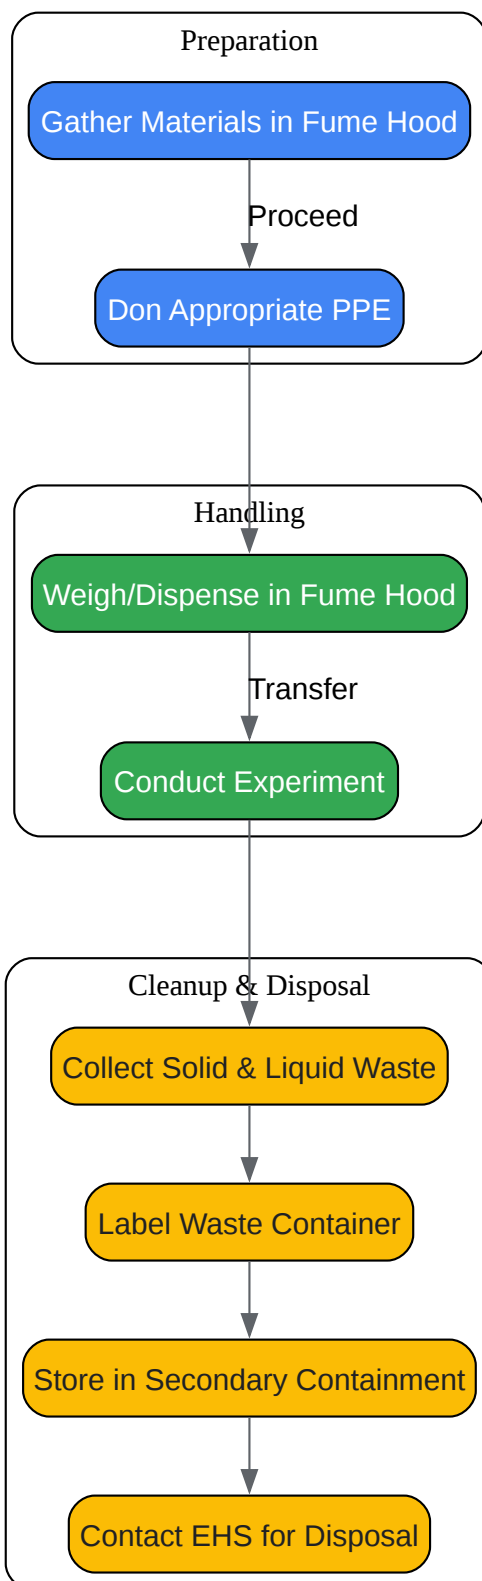 Preparation
Gather Materials in Fume Hood
Proceed
Don Appropriate PPE
Handling
Weigh/Dispense in Fume Hood
Transfer
Conduct Experiment
Cleanup & Disposal
Collect Solid & Liquid Waste
Label Waste Container
Store in Secondary Containment
Contact EHS for Disposal